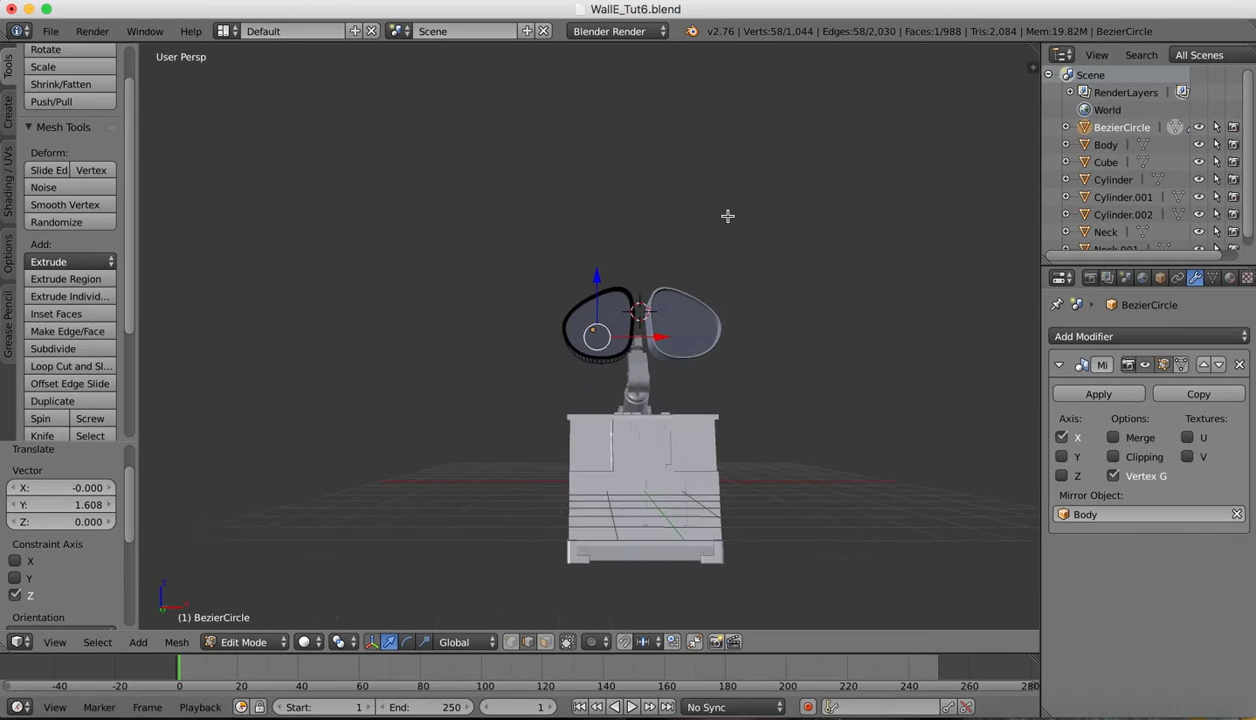 WallE_Tut6.blend
File Render Window Help Default Scene Blender Render v2.76 | Verts:58/1,044 | Edges:58/2,030 | Faces:1/988 | Tris:2,084 | Mem:19.82M | BezierCircle
Tools
Create
Shading / UVs
Options
Grease Pencil
Rotate
Scale
Shrink/Fatten
Push/Pull
Mesh Tools
Deform:
Slide Ed Vertex
Noise
Smooth Vertex
Randomize
Add:
Extrude
Extrude Region
Extrude Individ...
Inset Faces
Make Edge/Face
Subdivide
Loop Cut and Sl...
Offset Edge Slide
Duplicate
Spin Screw
Knife Select
Translate
Vector
X: -0.000
Y: 1.608
Z: 0.000
Constraint Axis
X
Y
Z
Orientation
User Persp
(1) BezierCircle
View Select Add Mesh Edit Mode Global
View Search All Scenes
Scene
RenderLayers |
World
BezierCircle |
Body |
Cube |
Cylinder |
Cylinder.001 |
Cylinder.002 |
Neck |
Neck.001
BezierCircle
Add Modifier
Mi
Apply Copy
Axis: Options: Textures:
X Merge U
Y Clipping V
Z Vertex G
Mirror Object:
Body
-40 -20 0 20 40 60 80 100 120 140 160 180 200 220 240 260 280
View Marker Frame Playback Start: 1 End: 250 1 No Sync